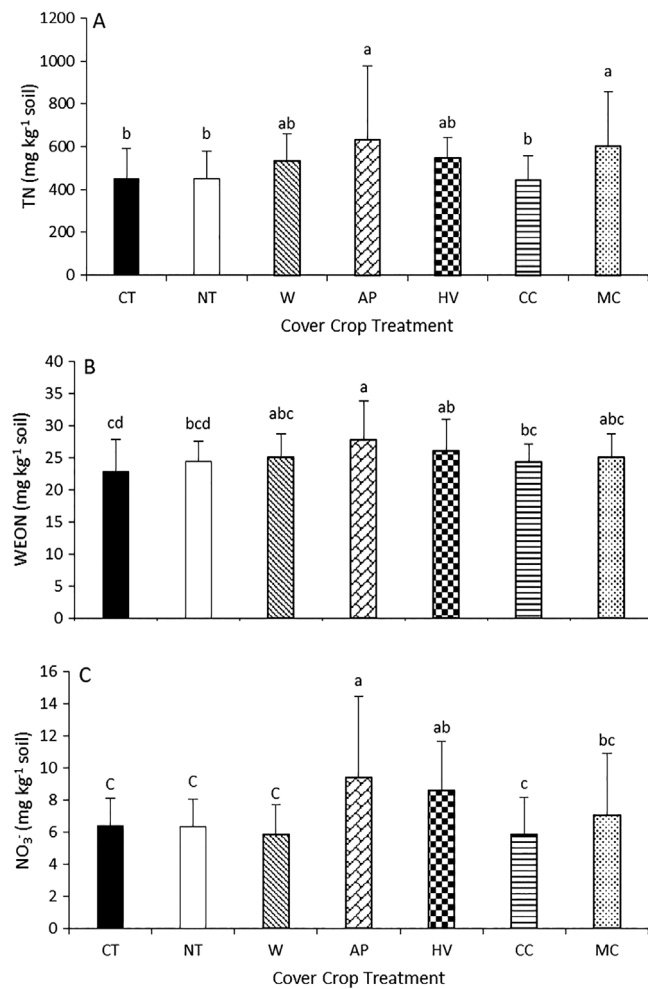 A
1200
1000
800
600
400
200
0
TN (mg kg-1 soil)
b b ab a ab b a
CT NT W AP HV CC MC
Cover Crop Treatment
B
40
35
30
25
20
15
10
5
0
WEON (mg kg-1 soil)
cd bcd abc a ab bc abc
C
16
14
12
10
8
6
4
2
0
NO3- (mg kg-1 soil)
C C C a ab c bc
CT NT W AP HV CC MC
Cover Crop Treatment